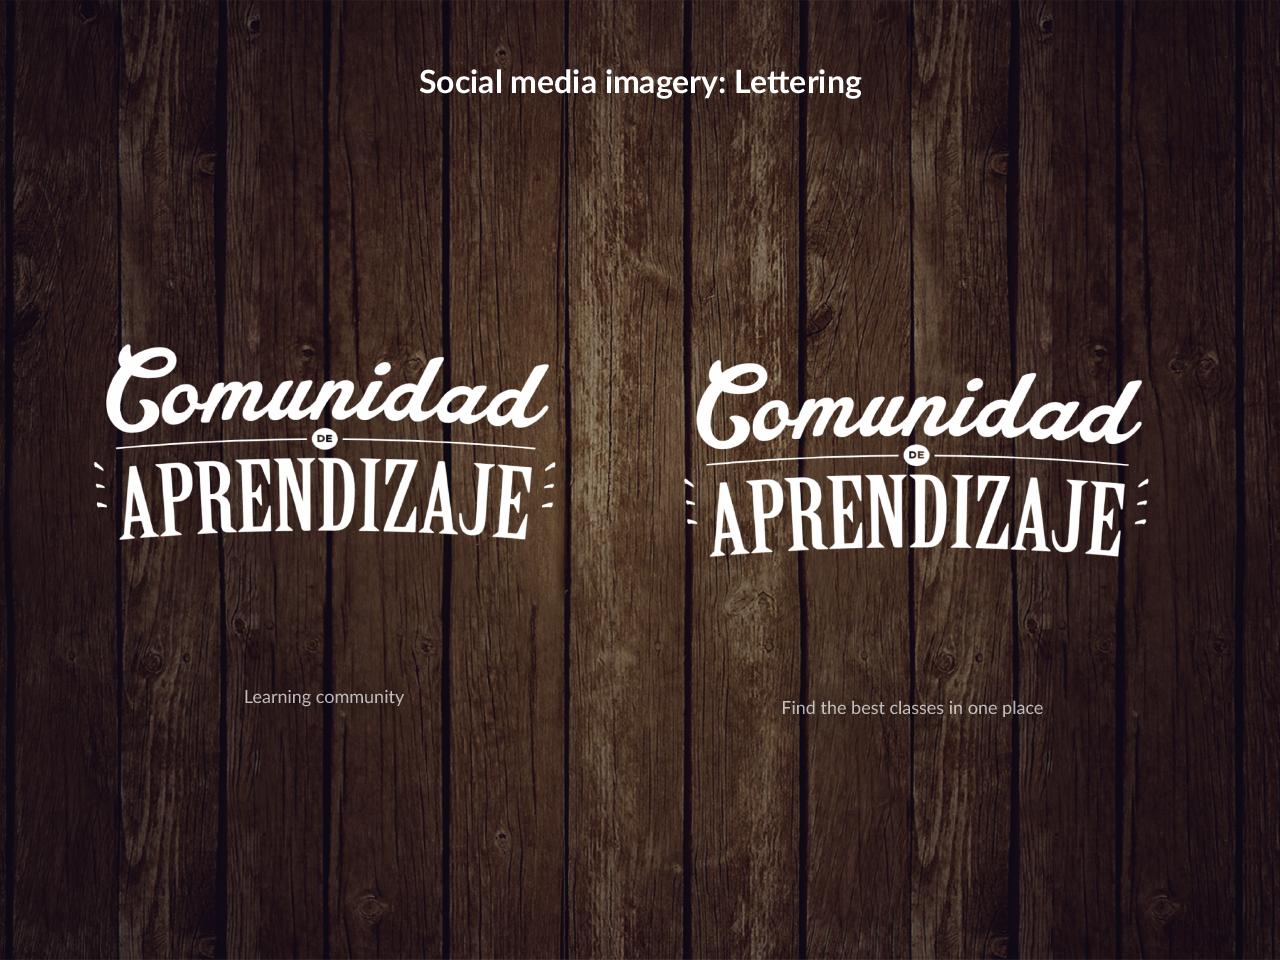 Social media imagery: Lettering
Comunidad
DE
APRENDIZAJE
Learning community
Comunidad
DE
APRENDIZAJE
Find the best classes in one place